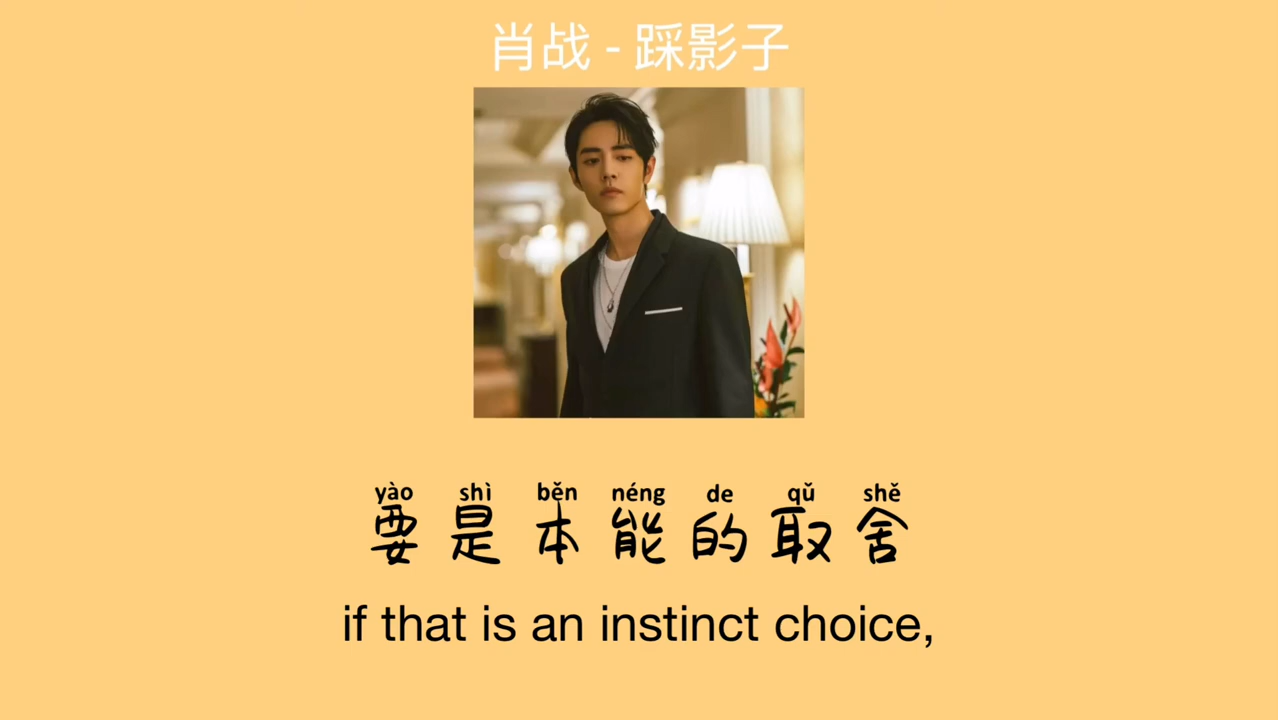 肖战 - 踩影子
yào shì běn néng de qǔ shě
要是本能的取舍
if that is an instinct choice,